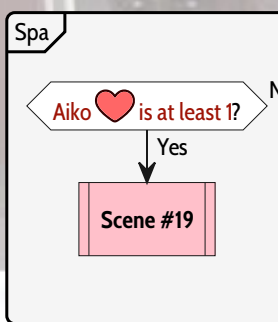 Spa
Aiko ❤ is at least 1?
N
Yes
Scene #19